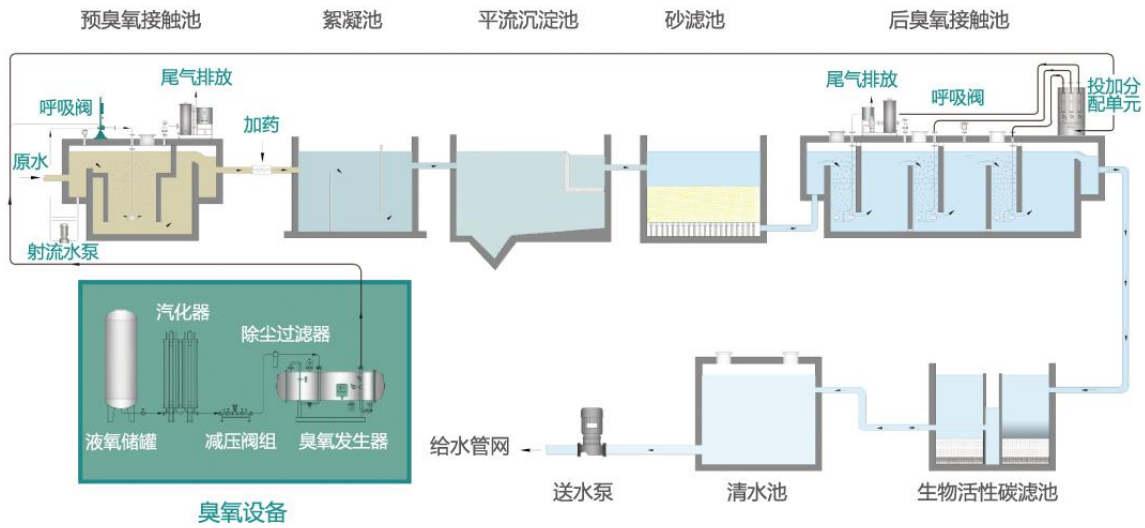 预臭氧接触池
絮凝池
平流沉淀池
砂滤池
后臭氧接触池
尾气排放
呼吸阀
加药
原水
射流水泵
尾气排放
呼吸阀
投加分
配单元
汽化器
除尘过滤器
液氧储罐
减压阀组
臭氧发生器
臭氧设备
给水管网
送水泵
清水池
生物活性碳滤池